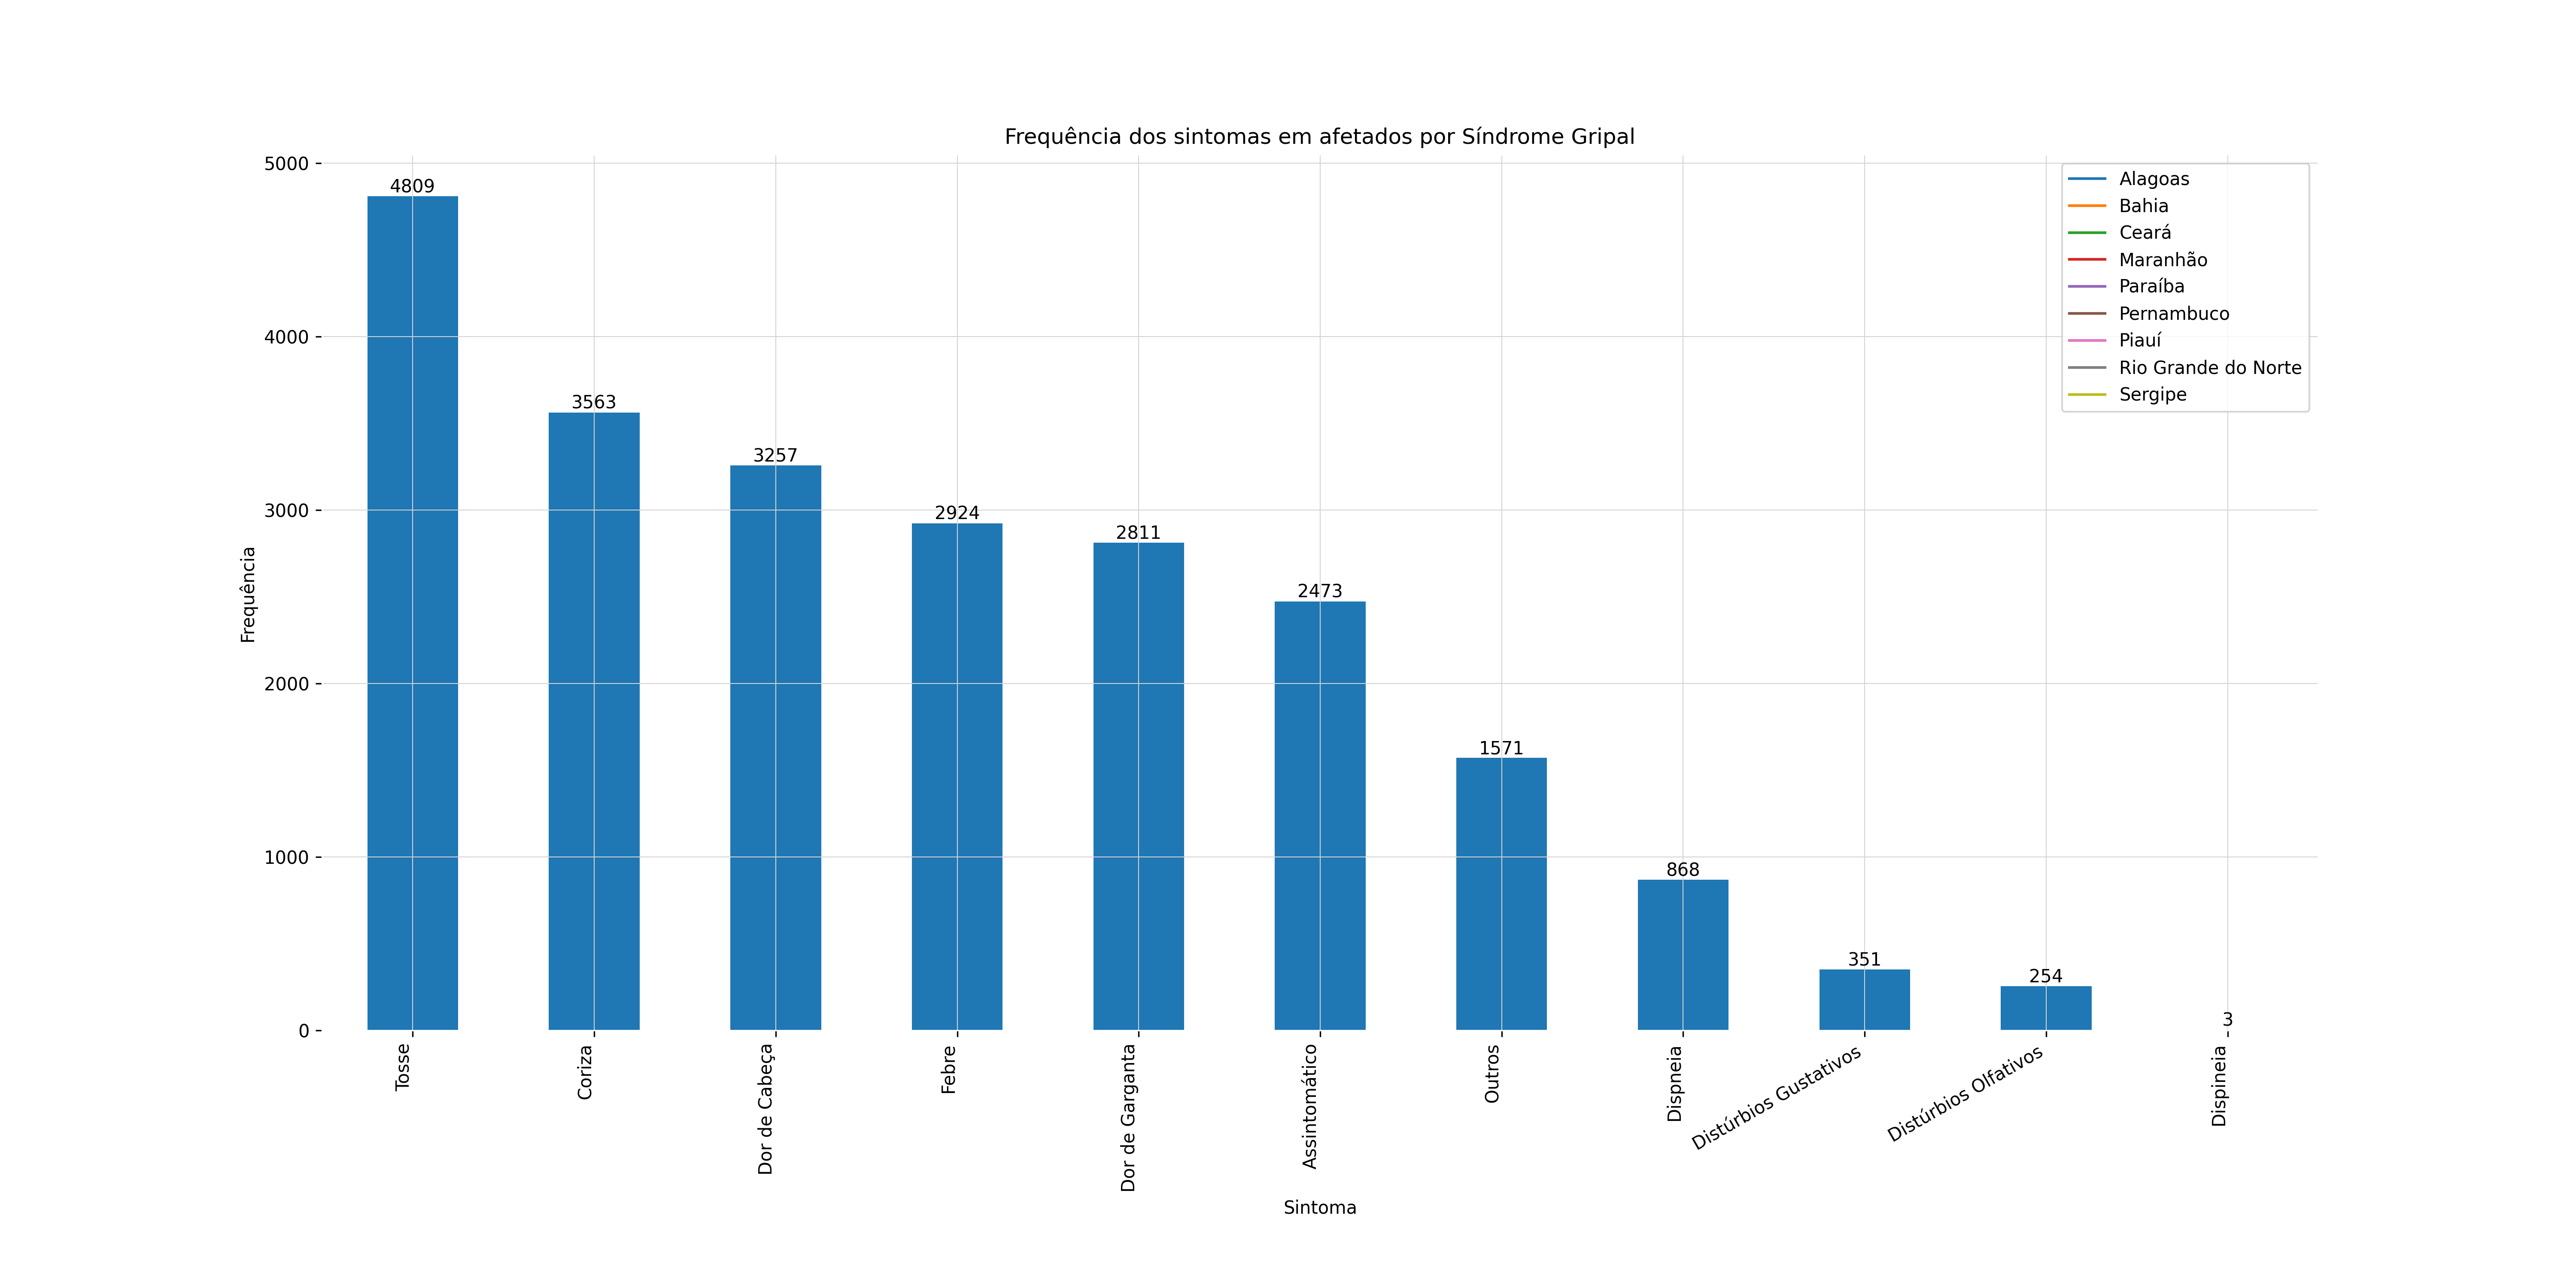 Frequência dos sintomas em afetados por Síndrome Gripal
Frequência
5000
4000
3000
2000
1000
0
4809
3563
3257
2924
2811
2473
1571
868
351
254
3
Alagoas
Bahia
Ceará
Maranhão
Paraíba
Pernambuco
Piauí
Rio Grande do Norte
Sergipe
Tosse
Coriza
Dor de Cabeça
Febre
Dor de Garganta
Assintomático
Outros
Dispneia
Distúrbios Gustativos
Distúrbios Olfativos
Dispineia
Sintoma